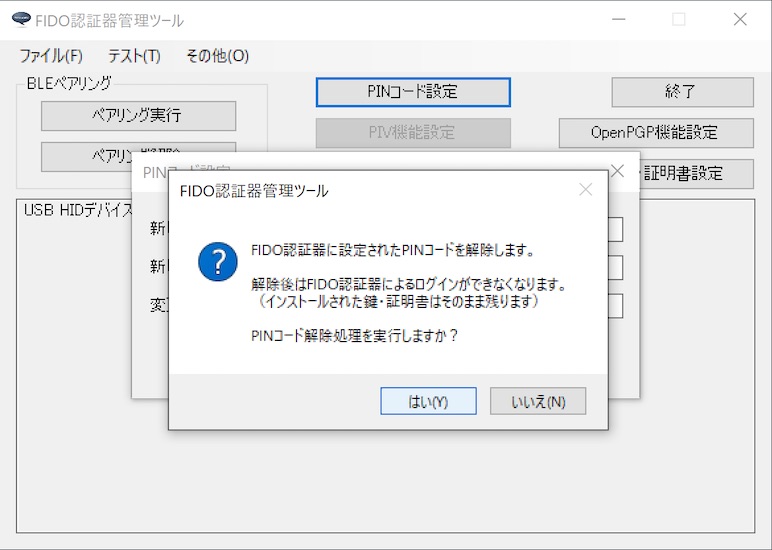 FIDO認証器管理ツール
ファイル(F) テスト(T) その他(O)
BLEペアリング
ペアリング実行
ペアリング
PINコード設定
PIV機能設定
終了
OpenPGP機能設定
・証明書設定
USB HIDデバイス
PINコード設定
新
新
変
FIDO認証器管理ツール
FIDO認証器に設定されたPINコードを解除します。
解除後はFIDO認証器によるログインができなくなります。
（インストールされた鍵・証明書はそのまま残ります）
PINコード解除処理を実行しますか？
はい(Y)
いいえ(N)